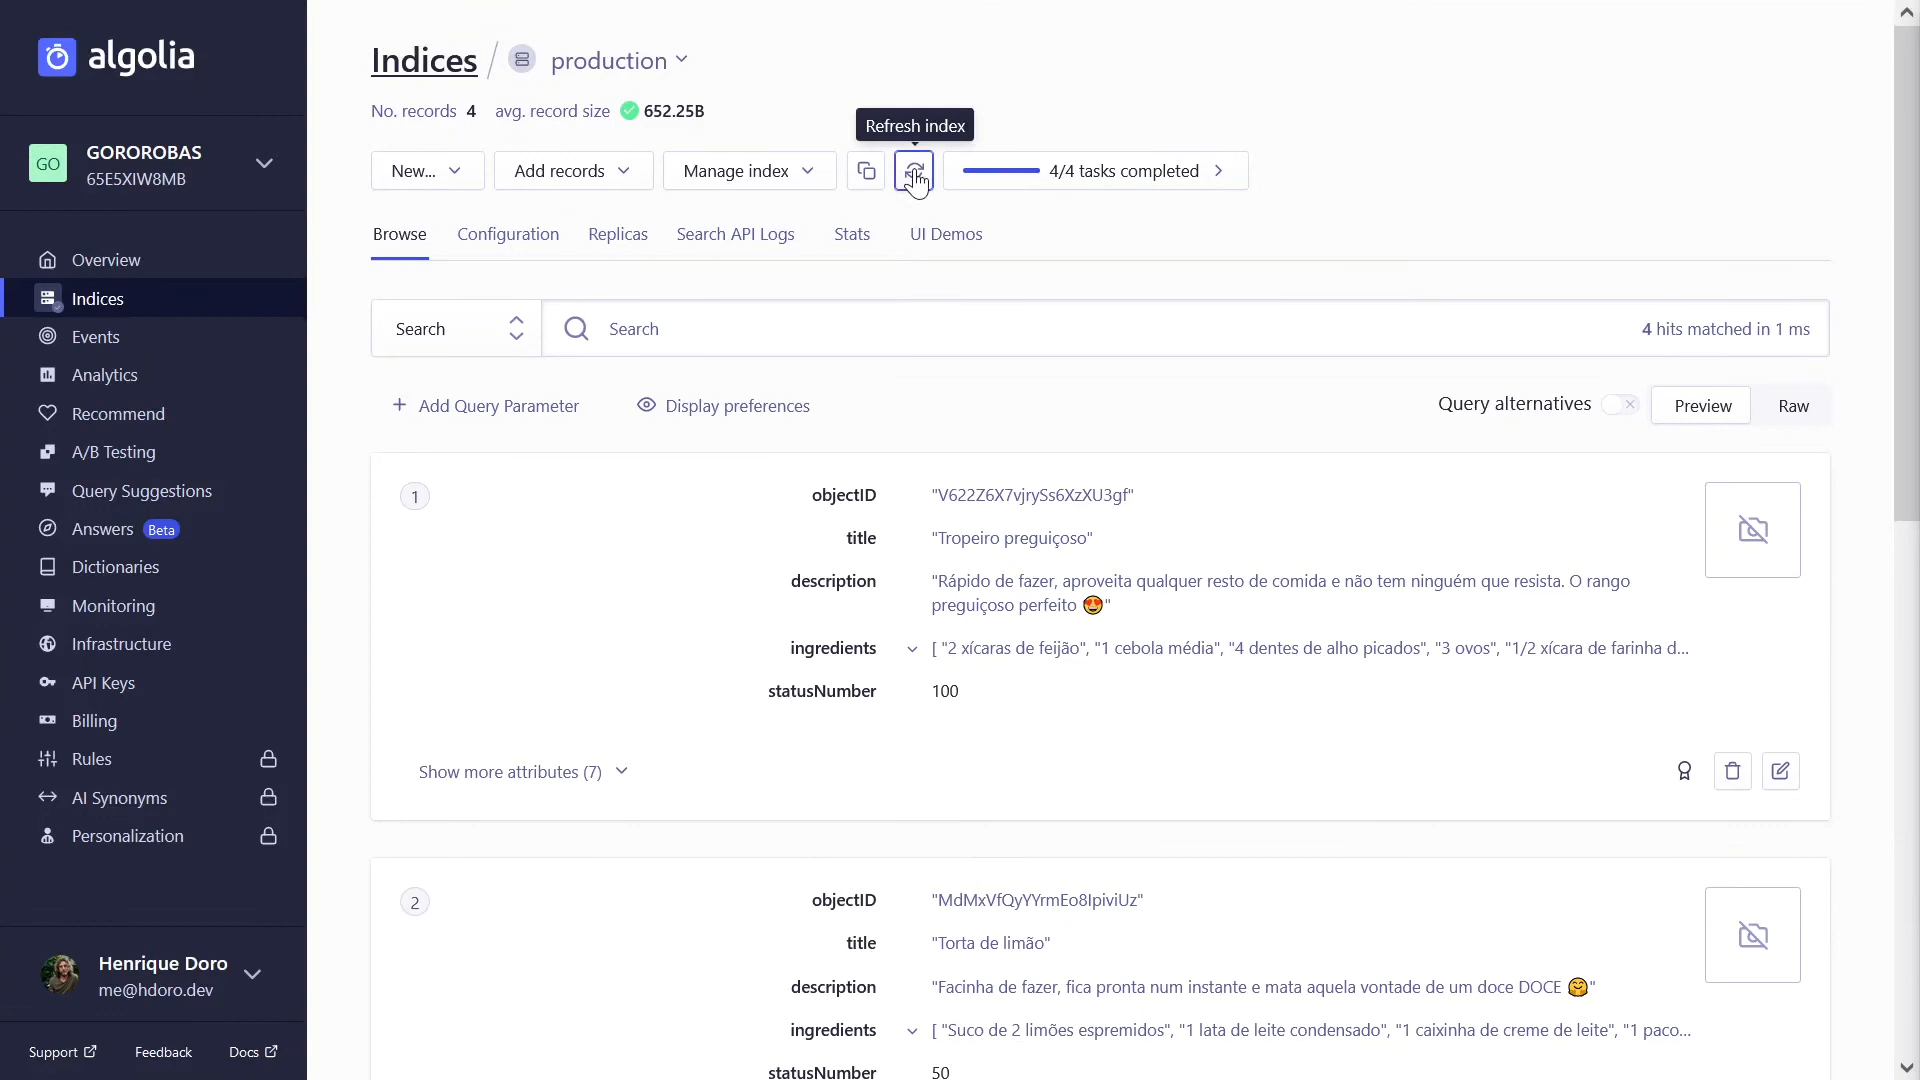 algolia
GO
GOROROBAS
65E5XIW8MB
Overview
Indices
Events
Analytics
Recommend
A/B Testing
Query Suggestions
Answers Beta
Dictionaries
Monitoring
Infrastructure
API Keys
Billing
Rules
AI Synonyms
Personalization
Henrique Doro
me@hdoro.dev
Support
Feedback
Docs
Indices / production
No. records 4 avg. record size 652.25B
Refresh index
New...
Add records
Manage index
4/4 tasks completed
Browse
Configuration
Replicas
Search API Logs
Stats
UI Demos
Search
Search
4 hits matched in 1 ms
Add Query Parameter
Display preferences
Query alternatives
Preview
Raw
1
objectID "V622Z6X7vjrySs6XzXU3gf"
title "Tropeiro preguiçoso"
description "Rápido de fazer, aproveita qualquer resto de comida e não tem ninguém que resista. O rango
preguiçoso perfeito 😍"
ingredients [ "2 xícaras de feijão", "1 cebola média", "4 dentes de alho picados", "3 ovos", "1/2 xícara de farinha d...
statusNumber 100
Show more attributes (7)
2
objectID "MdMxVfQyYYrmEo8IpiviUz"
title "Torta de limão"
description "Facinha de fazer, fica pronta num instante e mata aquela vontade de um doce DOCE 🤗"
ingredients [ "Suco de 2 limões espremidos", "1 lata de leite condensado", "1 caixinha de creme de leite", "1 paco...
statusNumber 50